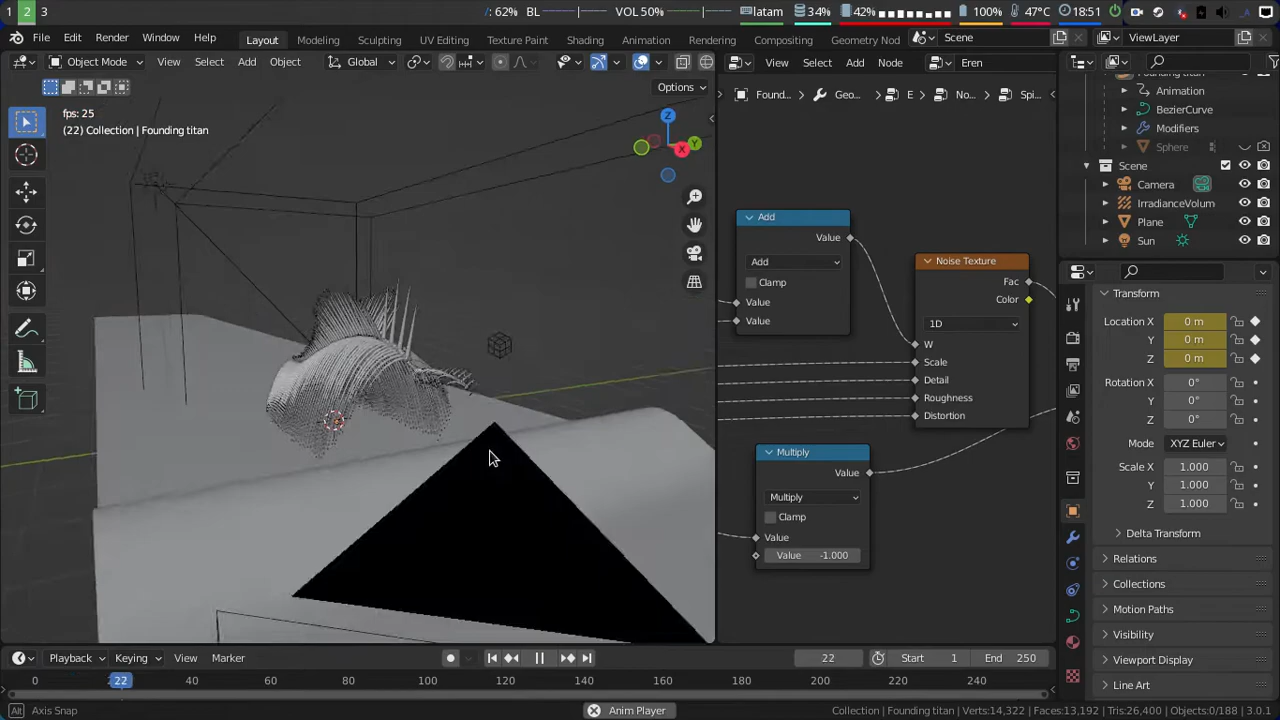 1 2 3
/: 62% BL VOL 50% latam 34% 42% 100% 47°C 18:51
File Edit Render Window Help Layout Modeling Sculpting UV Editing Texture Paint Shading Animation Rendering Compositing Geometry Nod Scene ViewLayer
Object Mode View Select Add Object Global View Select Add Node Eren
Options
fps: 25
(22) Collection | Founding titan
Z
Y
X
Found... Geo... E No... Spi...
Add
Value
Add
Clamp
Value
Value
Noise Texture
Fac
Color
1D
W
Scale
Detail
Roughness
Distortion
Multiply
Value
Multiply
Clamp
Value
Value -1.000
Founding titan
Animation
BezierCurve
Modifiers
Sphere
Scene
Camera
IrradianceVolum
Plane
Sun
Transform
Location X 0 m
Y 0 m
Z 0 m
Rotation X 0°
Y 0°
Z 0°
Mode XYZ Euler
Scale X 1.000
Y 1.000
Z 1.000
Delta Transform
Relations
Collections
Motion Paths
Visibility
Viewport Display
Line Art
Playback Keying View Marker 22 Start 1 End 250
0 22 40 60 80 100 120 140 160 180 200 220 240
Alt Axis Snap Anim Player Collection | Founding titan | Verts:14,322 | Faces:13,192 | Tris:26,400 | Objects:0/188 | 3.0.1